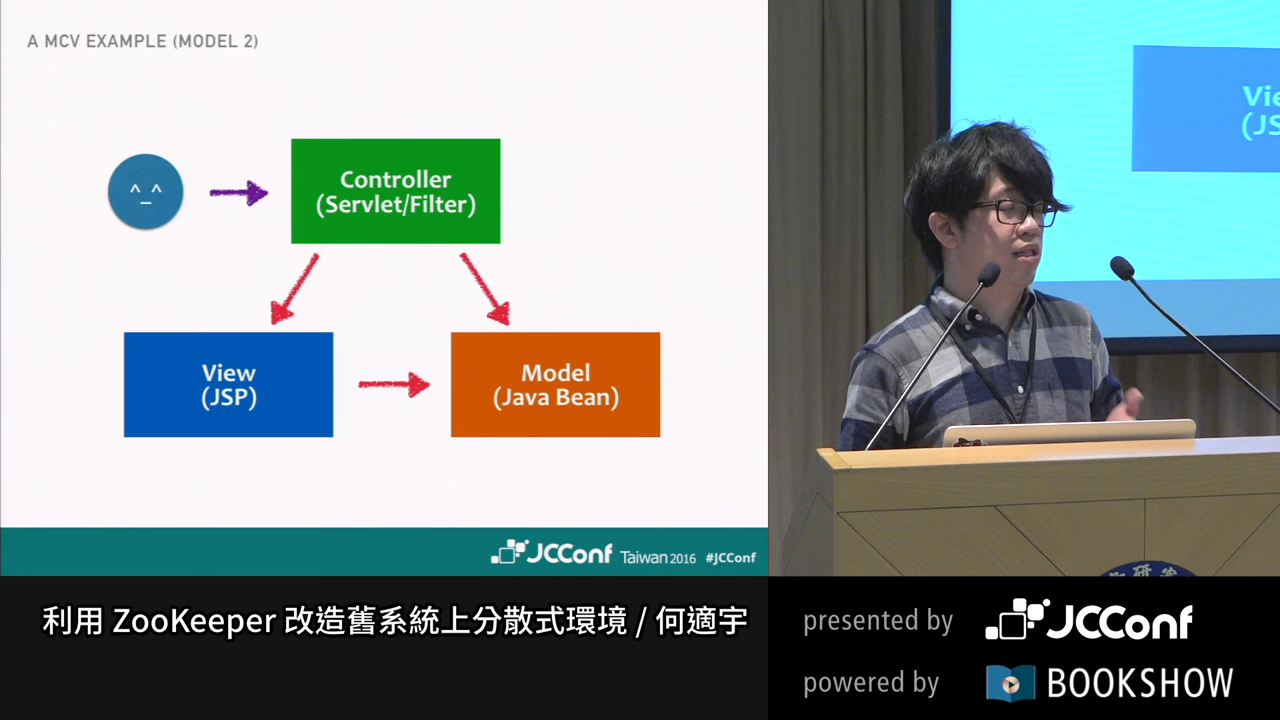 A MCV EXAMPLE (MODEL 2)
^_^
Controller
(Servlet/Filter)
View
(JSP)
Model
(Java Bean)
JCConf Taiwan 2016 #JCConf
利用 ZooKeeper 改造舊系統上分散式環境 / 何適宇
presented by JCConf
powered by BOOKSHOW